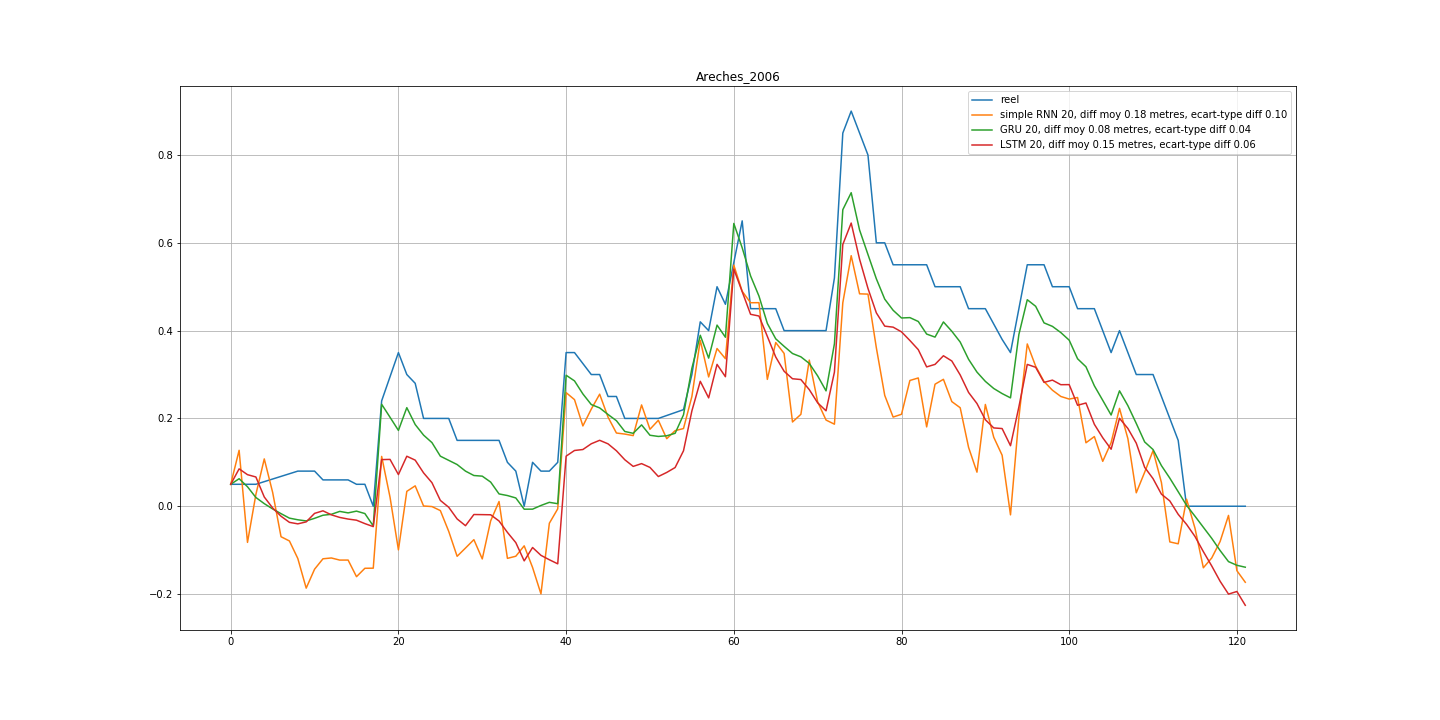 Areches_2006
reel
simple RNN 20, diff moy 0.18 metres, ecart-type diff 0.10
GRU 20, diff moy 0.08 metres, ecart-type diff 0.04
LSTM 20, diff moy 0.15 metres, ecart-type diff 0.06
0.8
0.6
0.4
0.2
0.0
−0.2
0 20 40 60 80 100 120